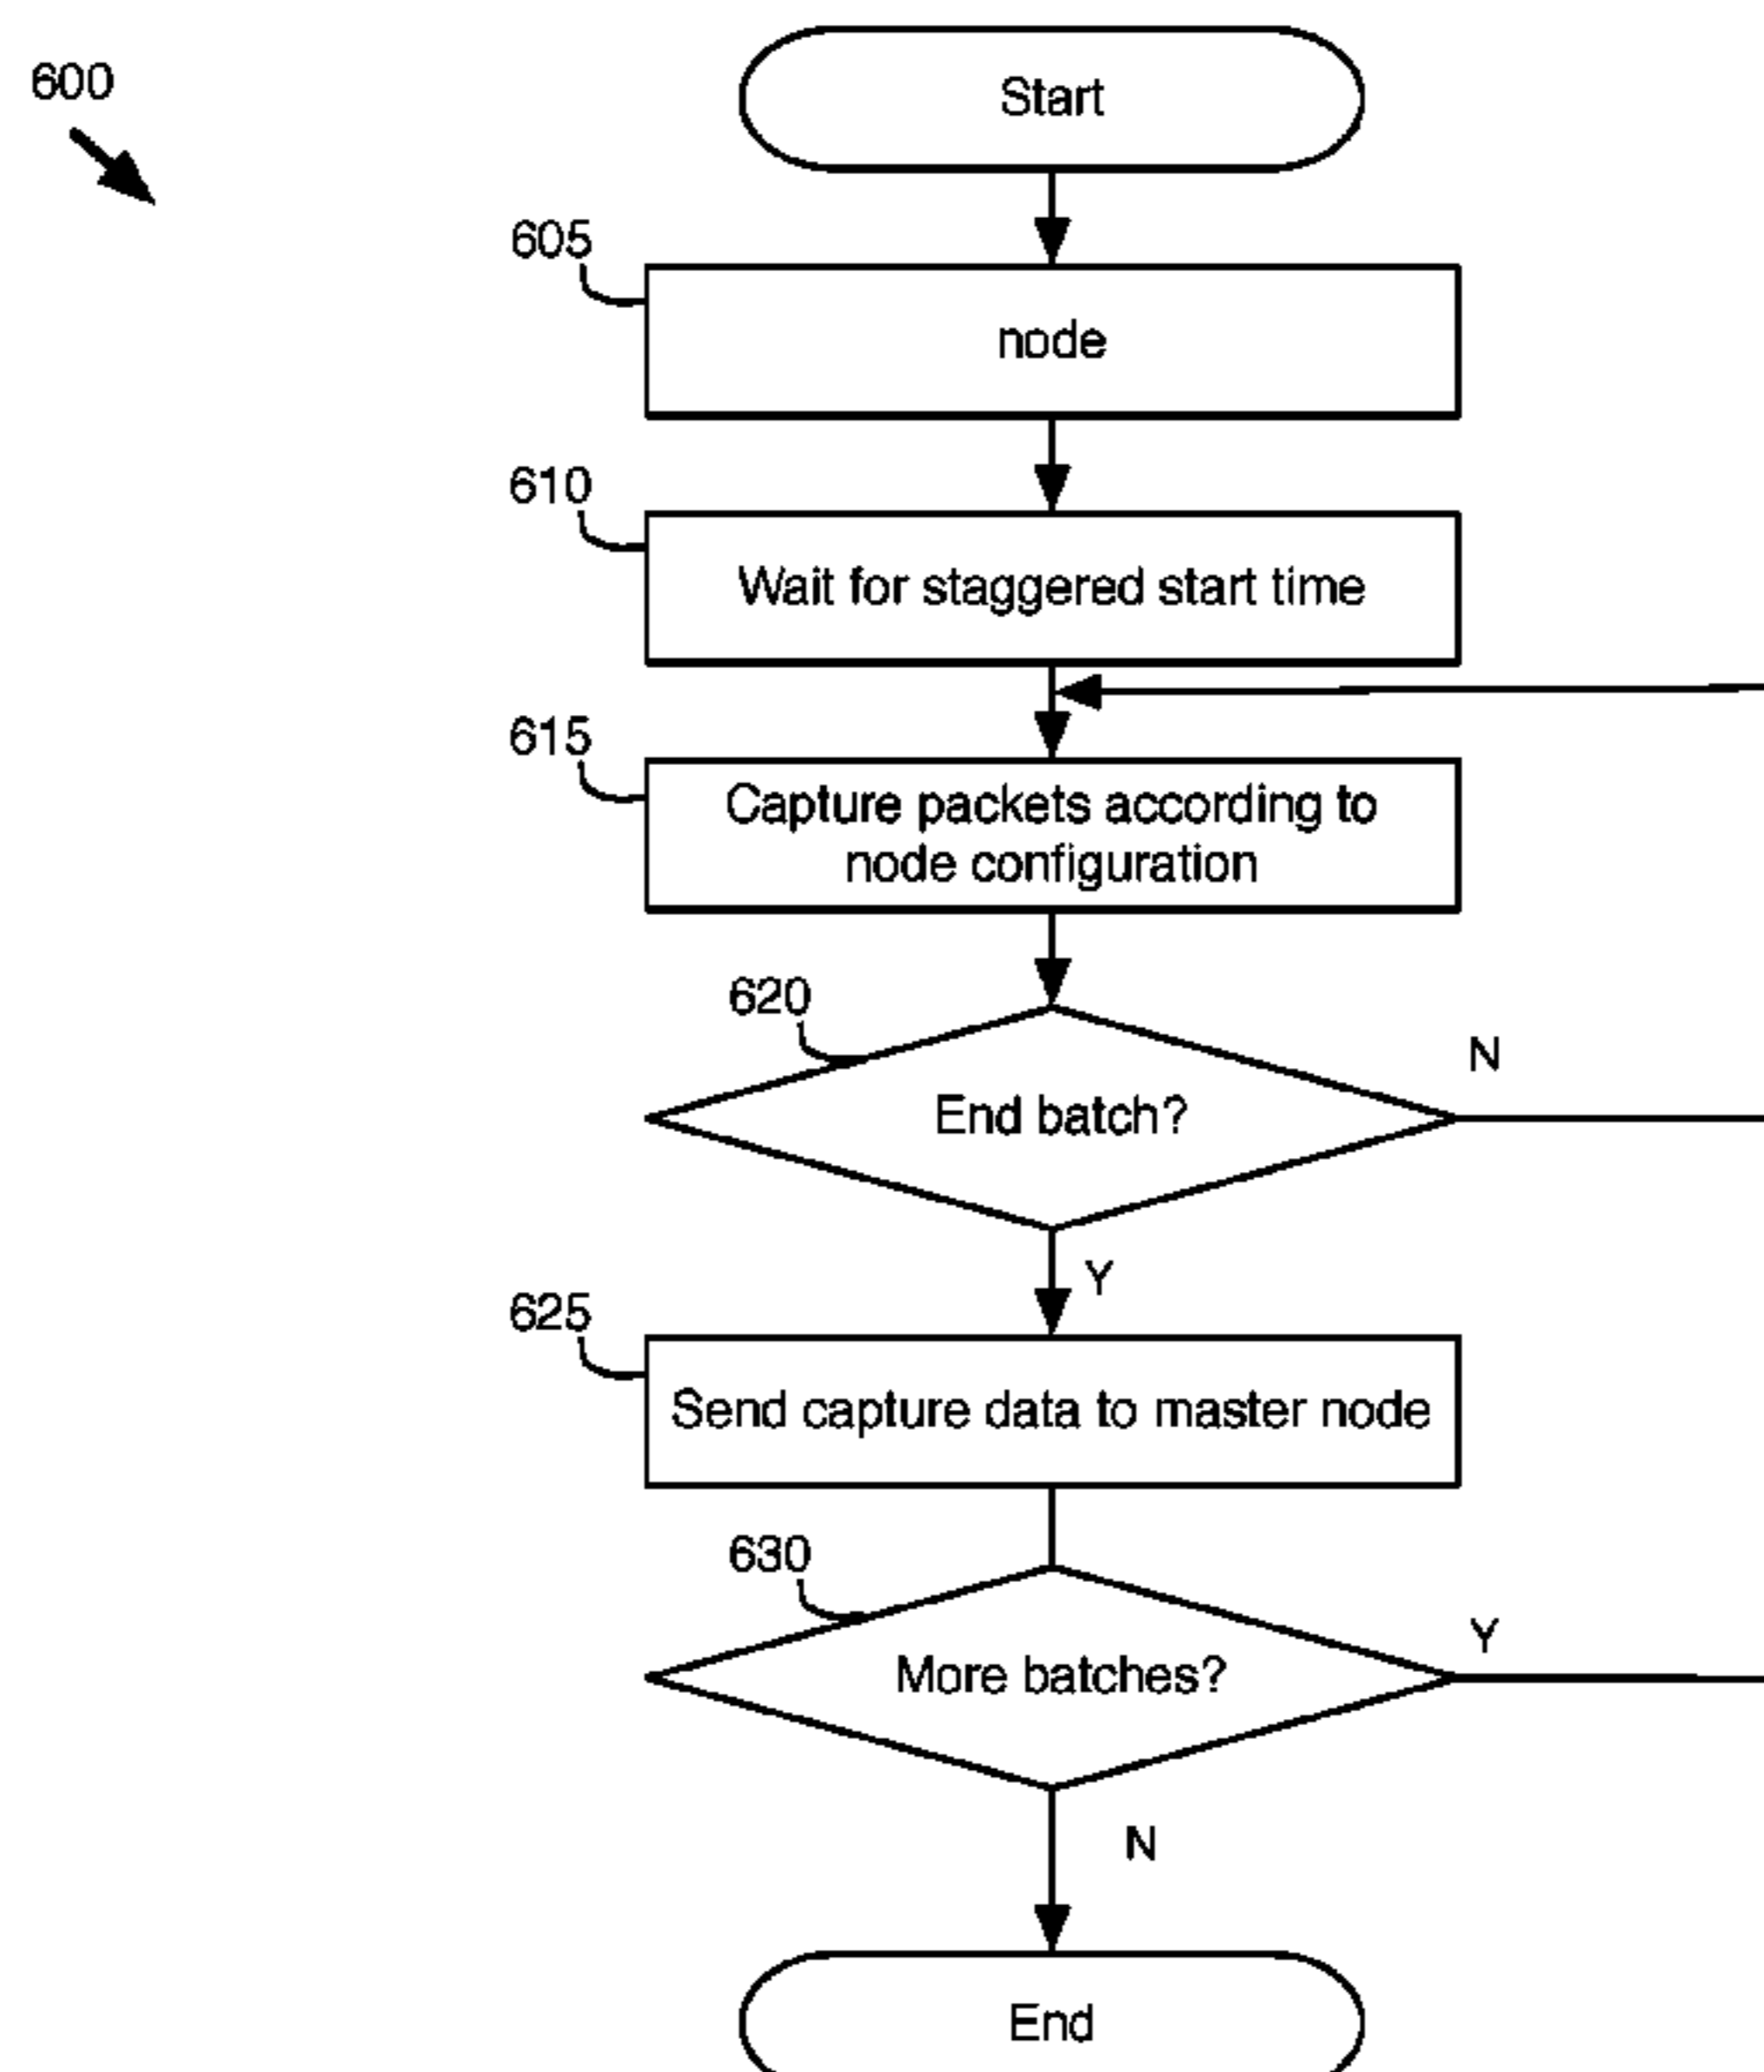 600
Start
605
node
610
Wait for staggered start time
615
Capture packets according to
node configuration
620
N
End batch?
Y
625
Send capture data to master node
630
Y
More batches?
N
End